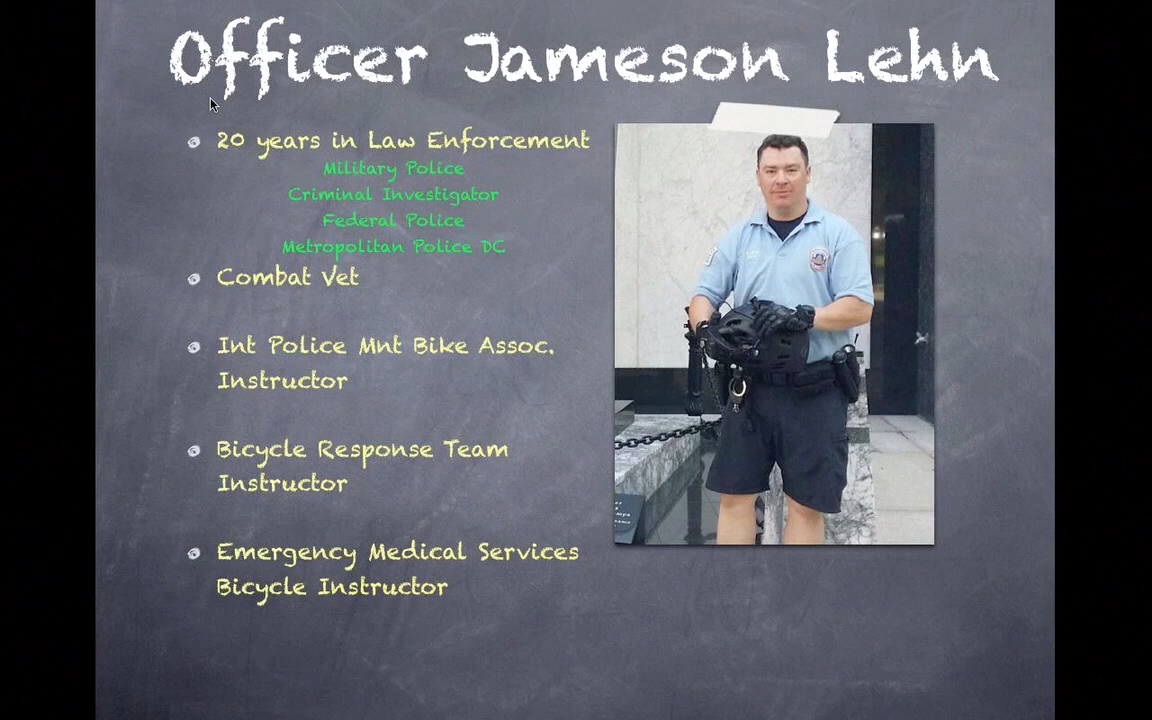 Officer Jameson Lehn
20 years in Law Enforcement
Military Police
Criminal Investigator
Federal Police
Metropolitan Police DC
Combat Vet
Int Police Mnt Bike Assoc.
Instructor
Bicycle Response Team
Instructor
Emergency Medical Services
Bicycle Instructor